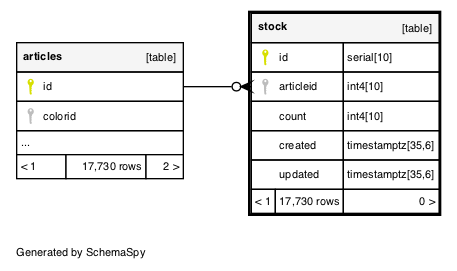 articles [table]
id
colorid
...
< 1 17,730 rows 2 >
stock [table]
id serial[10]
articleid int4[10]
count int4[10]
created timestamptz[35,6]
updated timestamptz[35,6]
< 1 17,730 rows 0 >
Generated by SchemaSpy